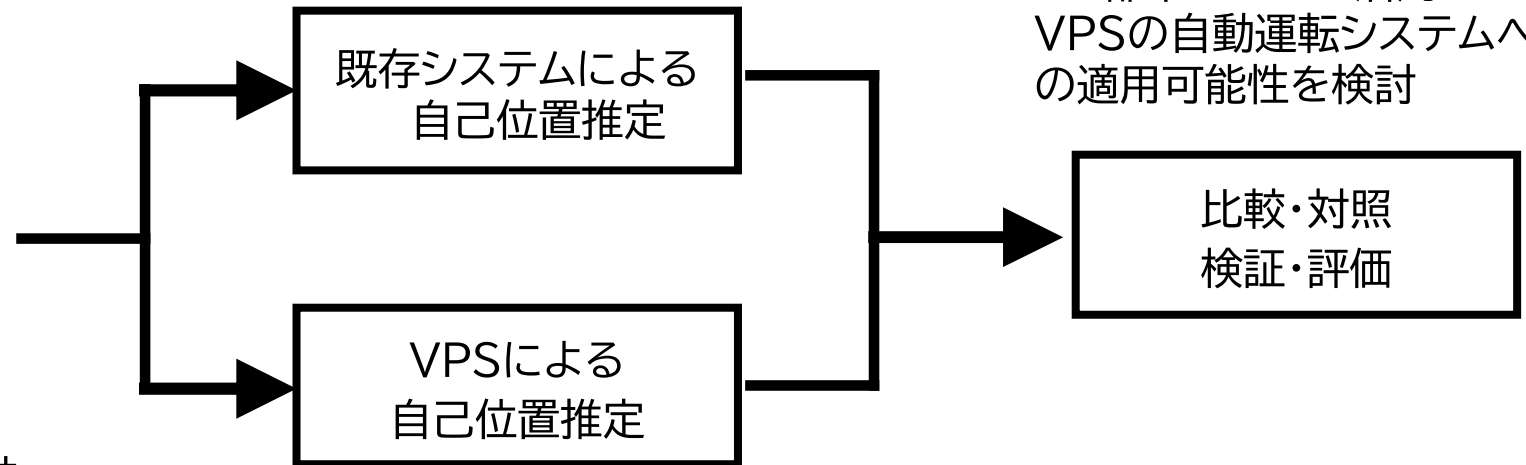 既存システムによる
自己位置推定
VPSの自動運転システムへ
の適用可能性を検討
比較・対照
検証・評価
VPSによる
自己位置推定